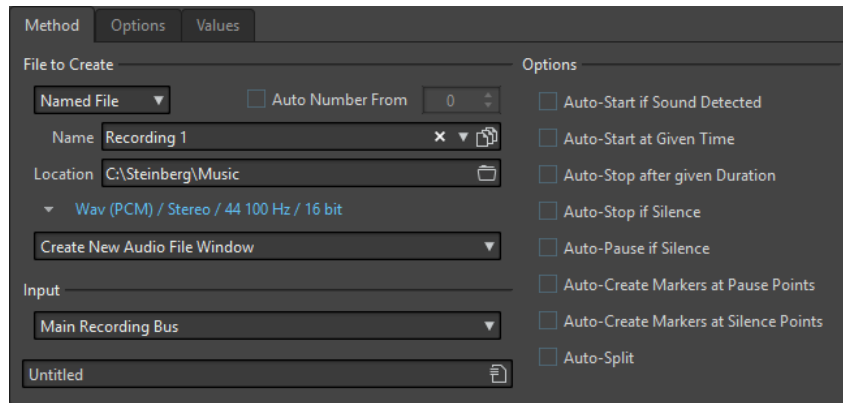 Method Options Values
File to Create
Named File Auto Number From 0
Name Recording 1
Location C:\Steinberg\Music
Wav (PCM) / Stereo / 44 100 Hz / 16 bit
Create New Audio File Window
Input
Main Recording Bus
Untitled
Options
Auto-Start if Sound Detected
Auto-Start at Given Time
Auto-Stop after given Duration
Auto-Stop if Silence
Auto-Pause if Silence
Auto-Create Markers at Pause Points
Auto-Create Markers at Silence Points
Auto-Split